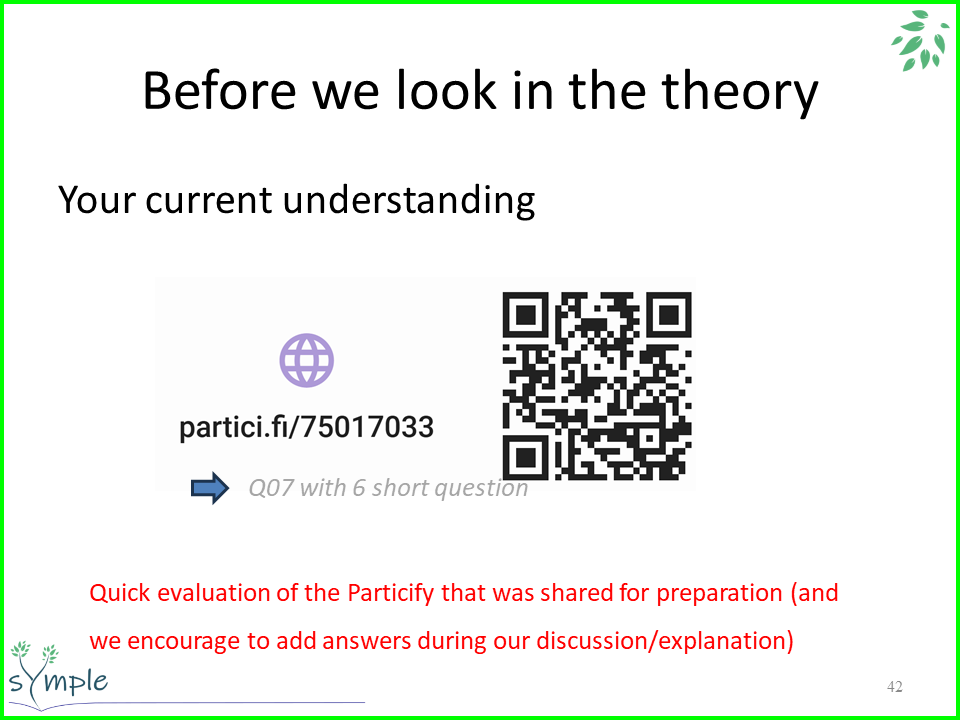 Before we look in the theory
Your current understanding
partici.fi/75017033
Q07 with 6 short question
Quick evaluation of the Particify that was shared for preparation (and
we encourage to add answers during our discussion/explanation)
sYmple
42